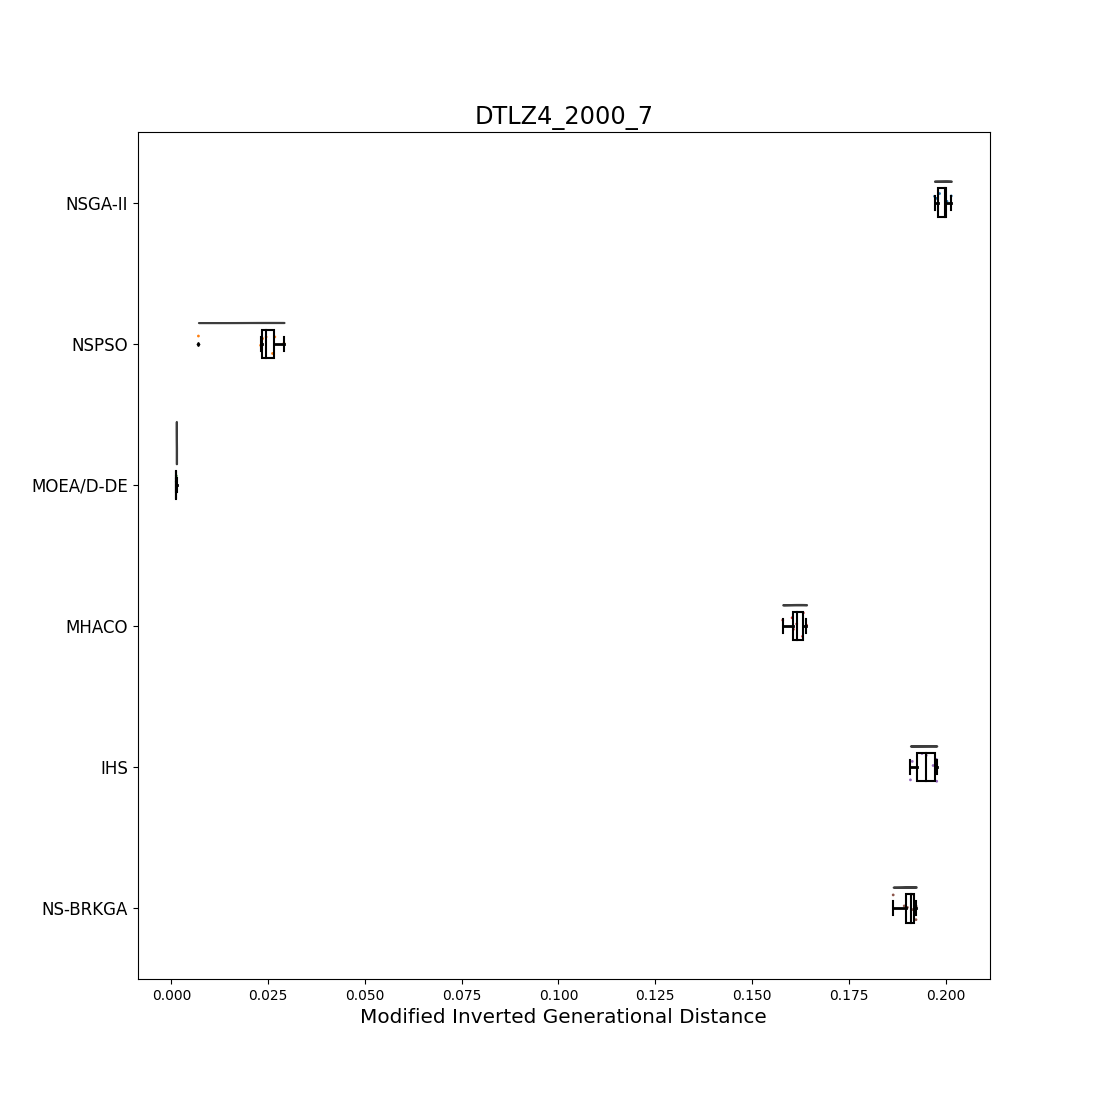 DTLZ4_2000_7
NSGA-II
NSPSO
MOEA/D-DE
MHACO
IHS
NS-BRKGA
0.000 0.025 0.050 0.075 0.100 0.125 0.150 0.175 0.200
Modified Inverted Generational Distance